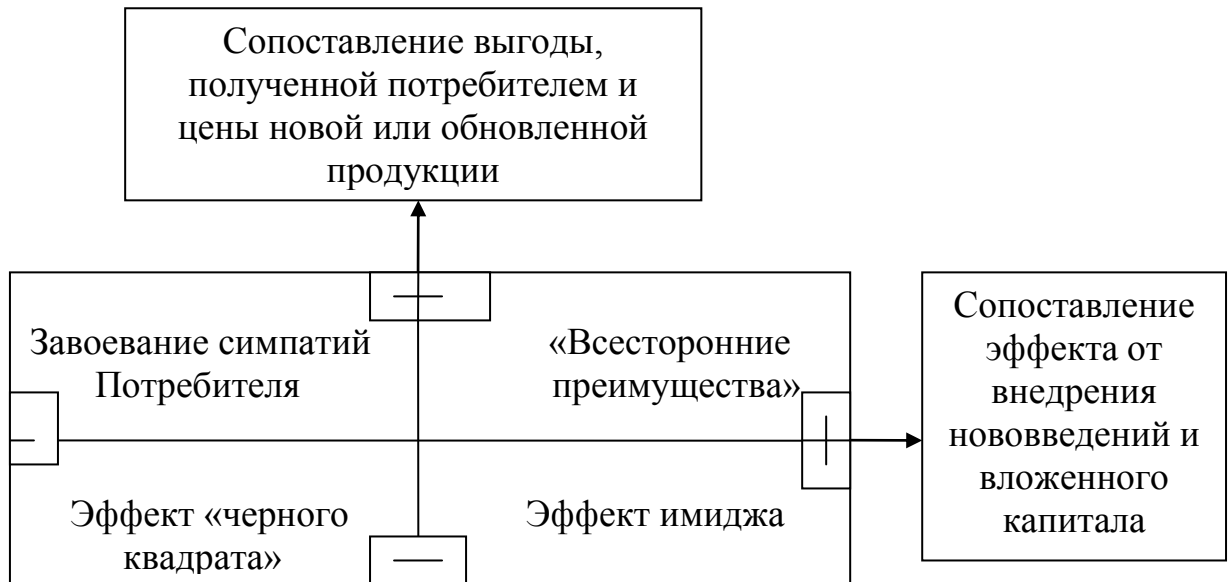 Сопоставление выгоды,
полученной потребителем и
цены новой или обновленной
продукции
Завоевание симпатий
Потребителя
«Всесторонние
преимущества»
Эффект «черного
квадрата»
Эффект имиджа
Сопоставление
эффекта от
внедрения
нововведений и
вложенного
капитала